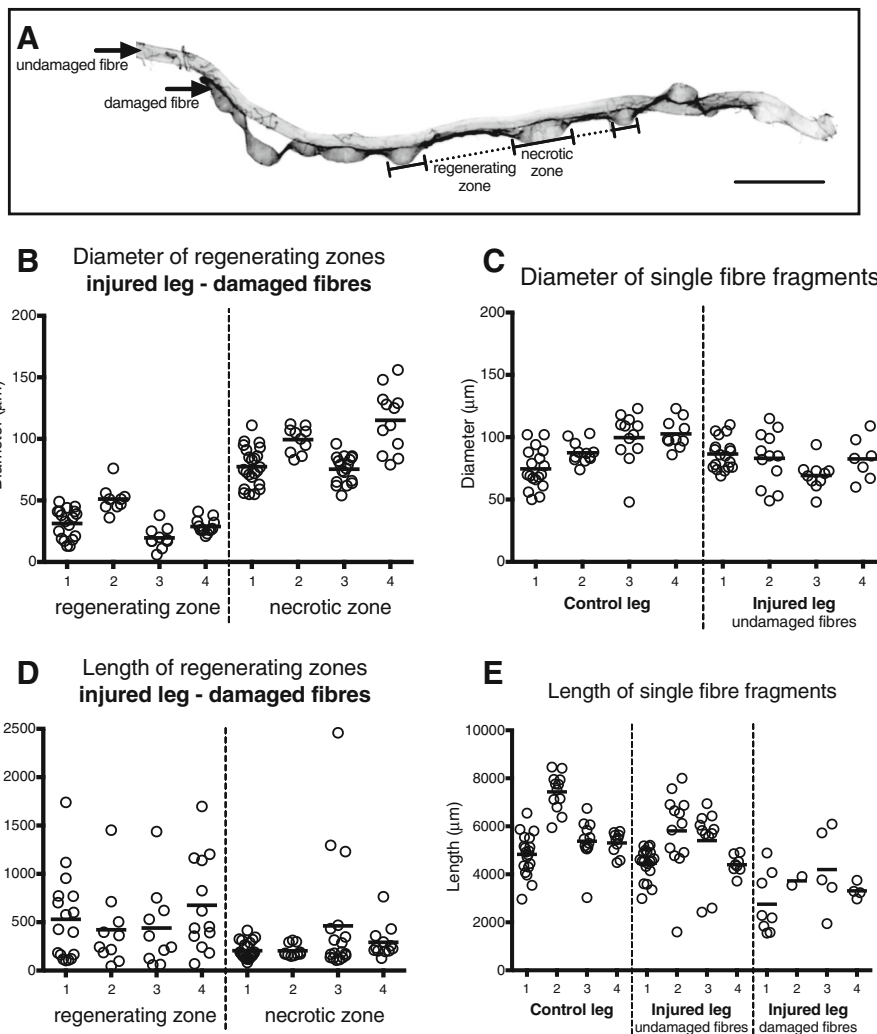 A
undamaged fibre
damaged fibre
regenerating
zone
necrotic
zone
B
Diameter of regenerating zones
injured leg - damaged fibres
200
150
100
50
0
1 2 3 4 1 2 3 4
regenerating zone necrotic zone
C
Diameter of single fibre fragments
Diameter (μm)
200
150
100
50
0
1 2 3 4 1 2 3 4
Control leg Injured leg
undamaged fibres
D
Length of regenerating zones
injured leg - damaged fibres
2500
2000
1500
1000
500
0
1 2 3 4 1 2 3 4
regenerating zone necrotic zone
E
Length of single fibre fragments
Length (μm)
10000
8000
6000
4000
2000
0
1 2 3 4 1 2 3 4 1 2 3 4
Control leg Injured leg Injured leg
undamaged fibres damaged fibres